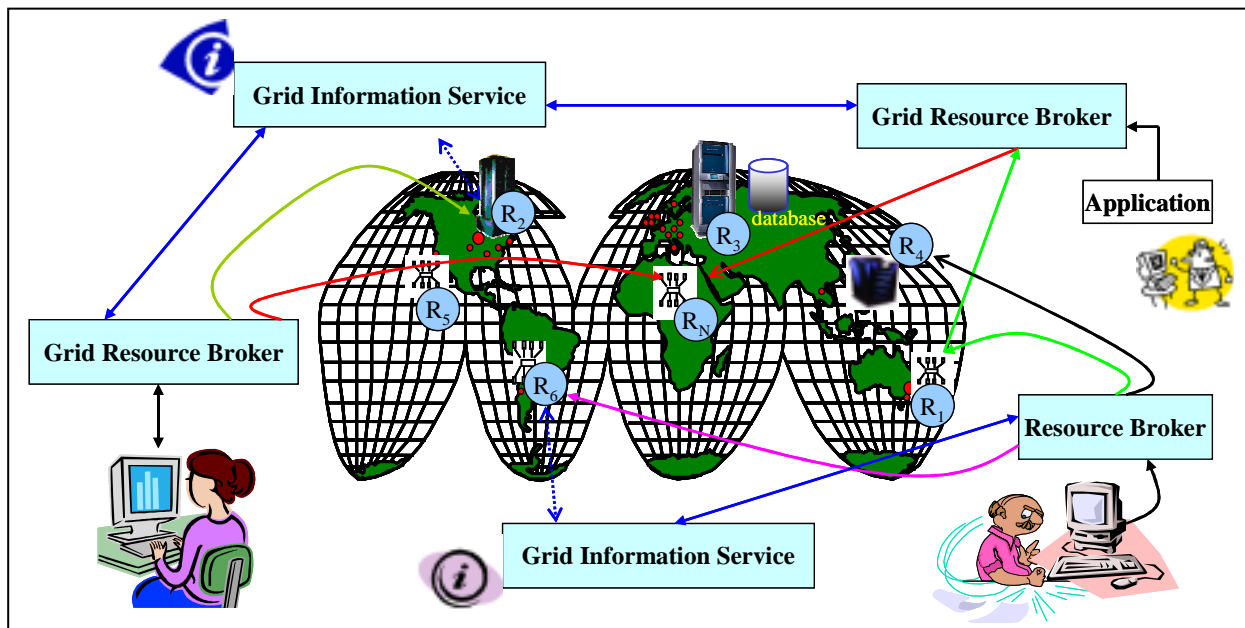 Grid Information Service
Grid Resource Broker
Application
database
R2
R3
R4
R5
RN
Grid Resource Broker
R6
R1
Resource Broker
Grid Information Service
i
i